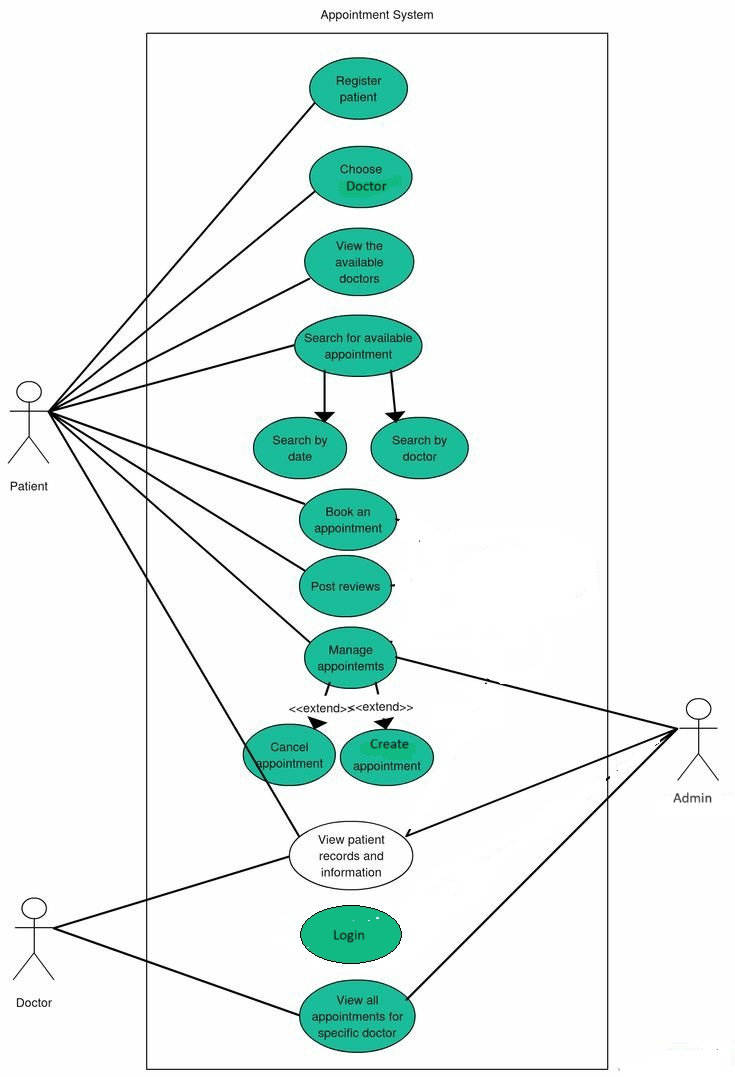 Appointment System
Register
patient
Choose
Doctor
View the
available
doctors
Search for available
appointment
Search by
date
Search by
doctor
Patient
Book an
appointment
Post reviews
Manage
appointemts
<<extend>>
<<extend>>
Cancel
appointment
Create
appointment
Admin
View patient
records and
information
Login
Doctor
View all
appointments for
specific doctor